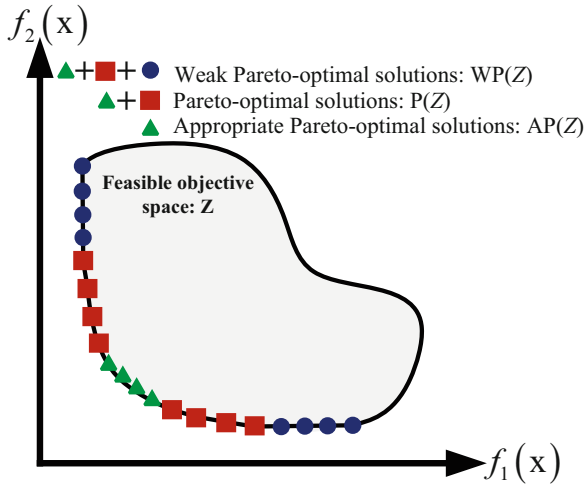 f₂(x)
++ Weak Pareto-optimal solutions: WP(Z)
+ Pareto-optimal solutions: P(Z)
Appropriate Pareto-optimal solutions: AP(Z)
Feasible objective
space: Z
f₁(x)